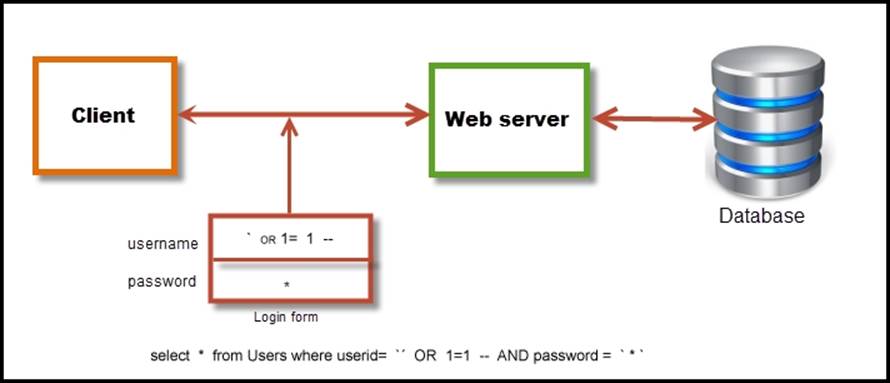 Client
Web server
Database
username
` OR 1= 1 --
password
*
Login form
select * from Users where userid= `´ OR 1=1 -- AND password = ` * `